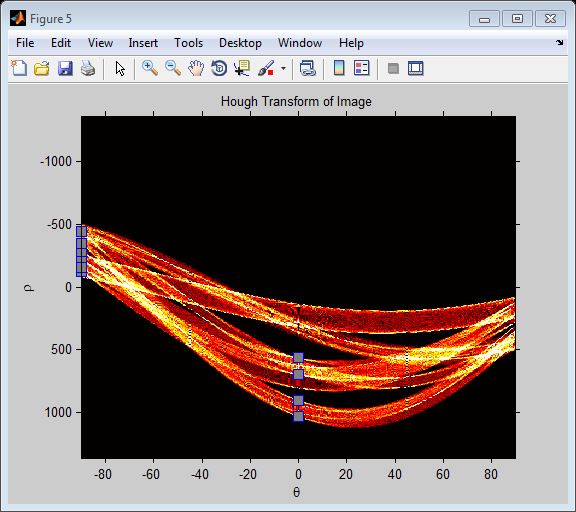 Figure 5
File Edit View Insert Tools Desktop Window Help
Hough Transform of Image
-1000
-500
0
500
1000
ρ
-80 -60 -40 -20 0 20 40 60 80
θ